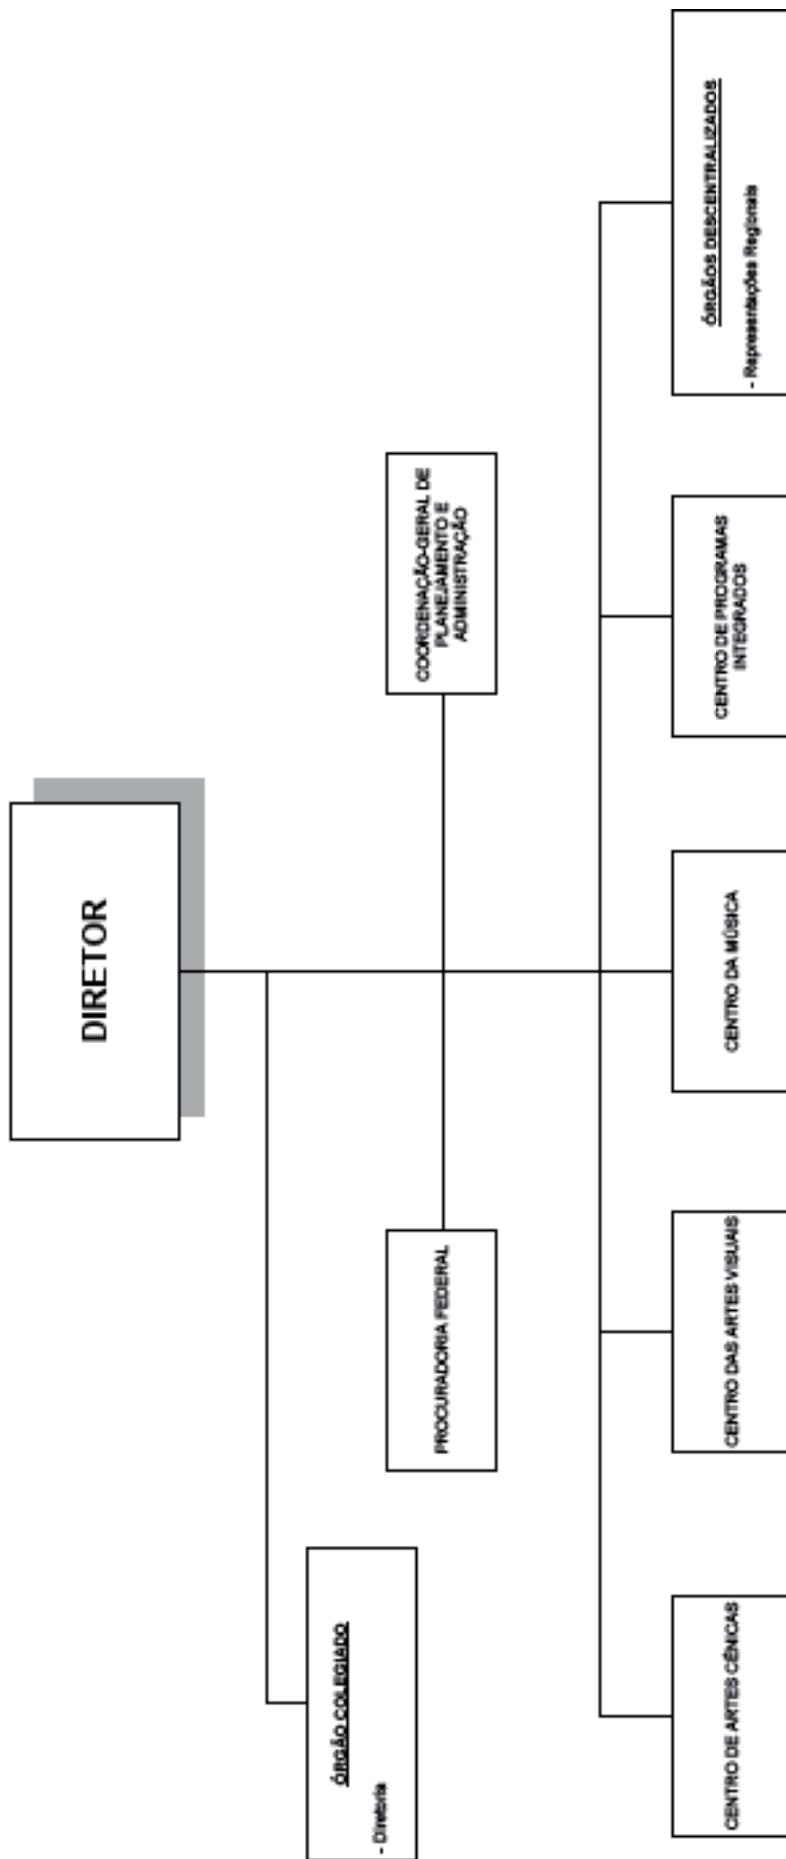 DIRETOR
ÓRGÃO COLEGIADO
- Diretoria
PROCURADORIA FEDERAL
COORDENAÇÃO-GERAL DE
PLANEJAMENTO E
ADMINISTRAÇÃO
CENTRO DE ARTES CÊNICAS
CENTRO DAS ARTES VISUAIS
CENTRO DA MÚSICA
CENTRO DE PROGRAMAS
INTEGRADOS
ÓRGÃOS DESCENTRALIZADOS
- Representações Regionais